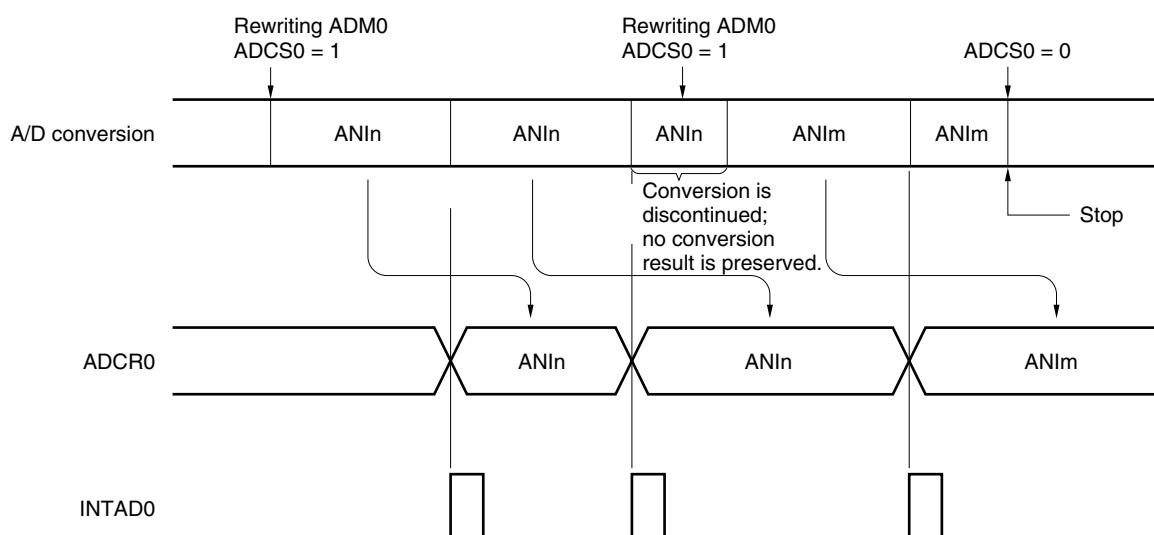 Rewriting ADM0
ADCS0 = 1
Rewriting ADM0
ADCS0 = 1
ADCS0 = 0
A/D conversion
ANIn
ANIn
ANIn
ANIm
ANIm
Conversion is
discontinued;
no conversion
result is preserved.
Stop
ADCR0
ANIn
ANIn
ANIm
INTAD0